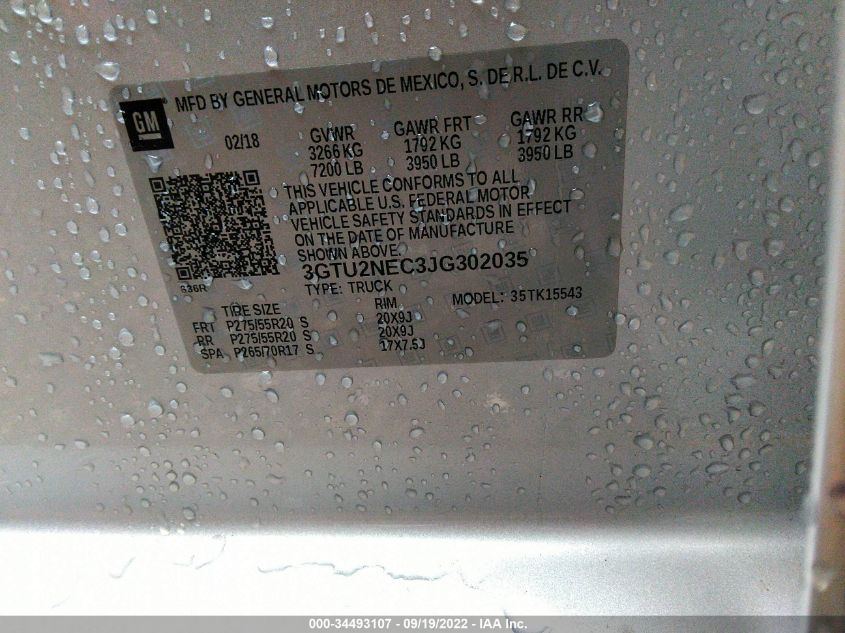 GM
MFD BY GENERAL MOTORS DE MEXICO, S. DE R.L. DE C.V.
02/18 GVWR GAWR FRT GAWR RR
3266 KG 1792 KG 1792 KG
7200 LB 3950 LB 3950 LB
THIS VEHICLE CONFORMS TO ALL
APPLICABLE U.S. FEDERAL MOTOR
VEHICLE SAFETY STANDARDS IN EFFECT
ON THE DATE OF MANUFACTURE
SHOWN ABOVE.
3GTU2NEC3JG302035
636R TYPE: TRUCK MODEL: 35TK15543
TIRE SIZE RIM
FRT P275/55R20 S 20X9J
RR P275/55R20 S 20X9J
SPA P265/70R17 S 17X7.5J
000-34493107 - 09/19/2022 - IAA Inc.